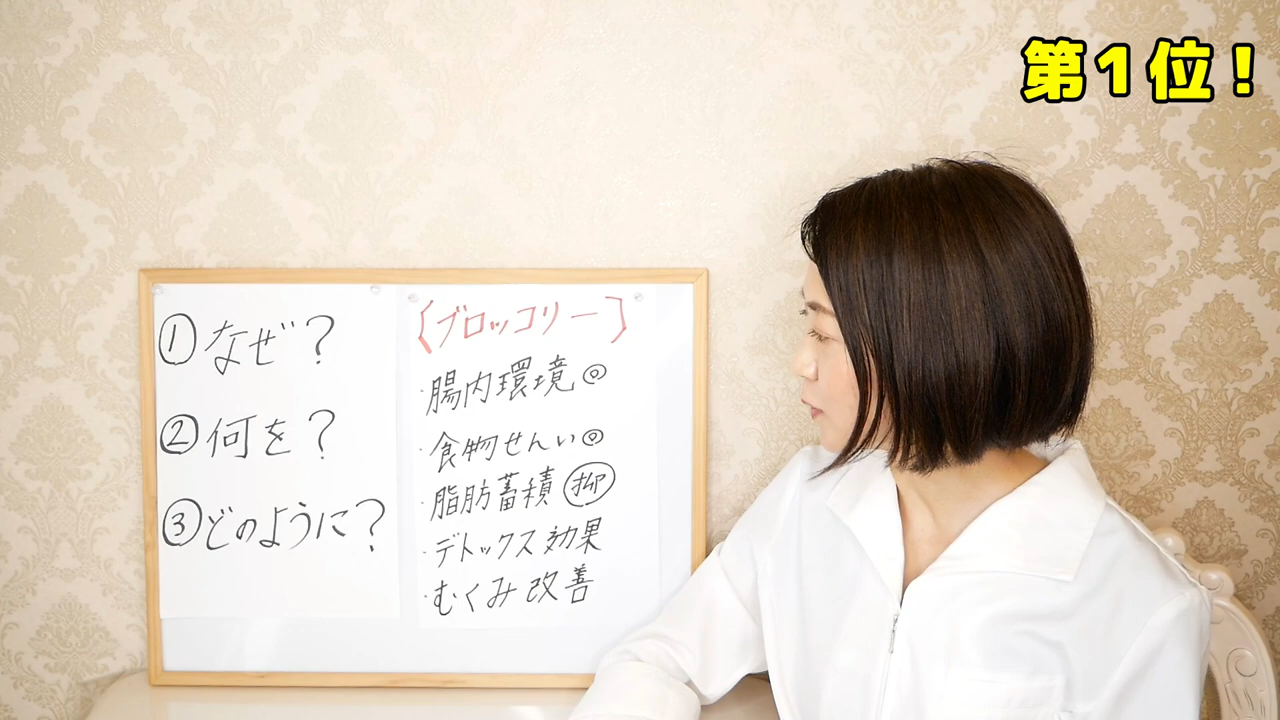 第1位!
①なぜ?
②何を?
③どのように?
〈ブロッコリー〉
・腸内環境◎
・食物せんい◎
・脂肪蓄積 抑
・デトックス効果
・むくみ改善